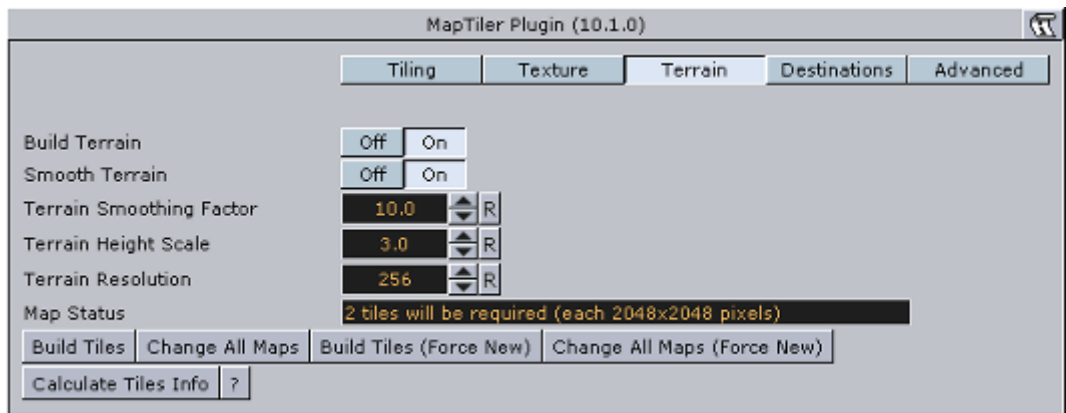 MapTiler Plugin (10.1.0)
Tiling Texture Terrain Destinations Advanced
Build Terrain Off On
Smooth Terrain Off On
Terrain Smoothing Factor 10.0 R
Terrain Height Scale 3.0 R
Terrain Resolution 256 R
Map Status 2 tiles will be required (each 2048x2048 pixels)
Build Tiles Change All Maps Build Tiles (Force New) Change All Maps (Force New)
Calculate Tiles Info ?